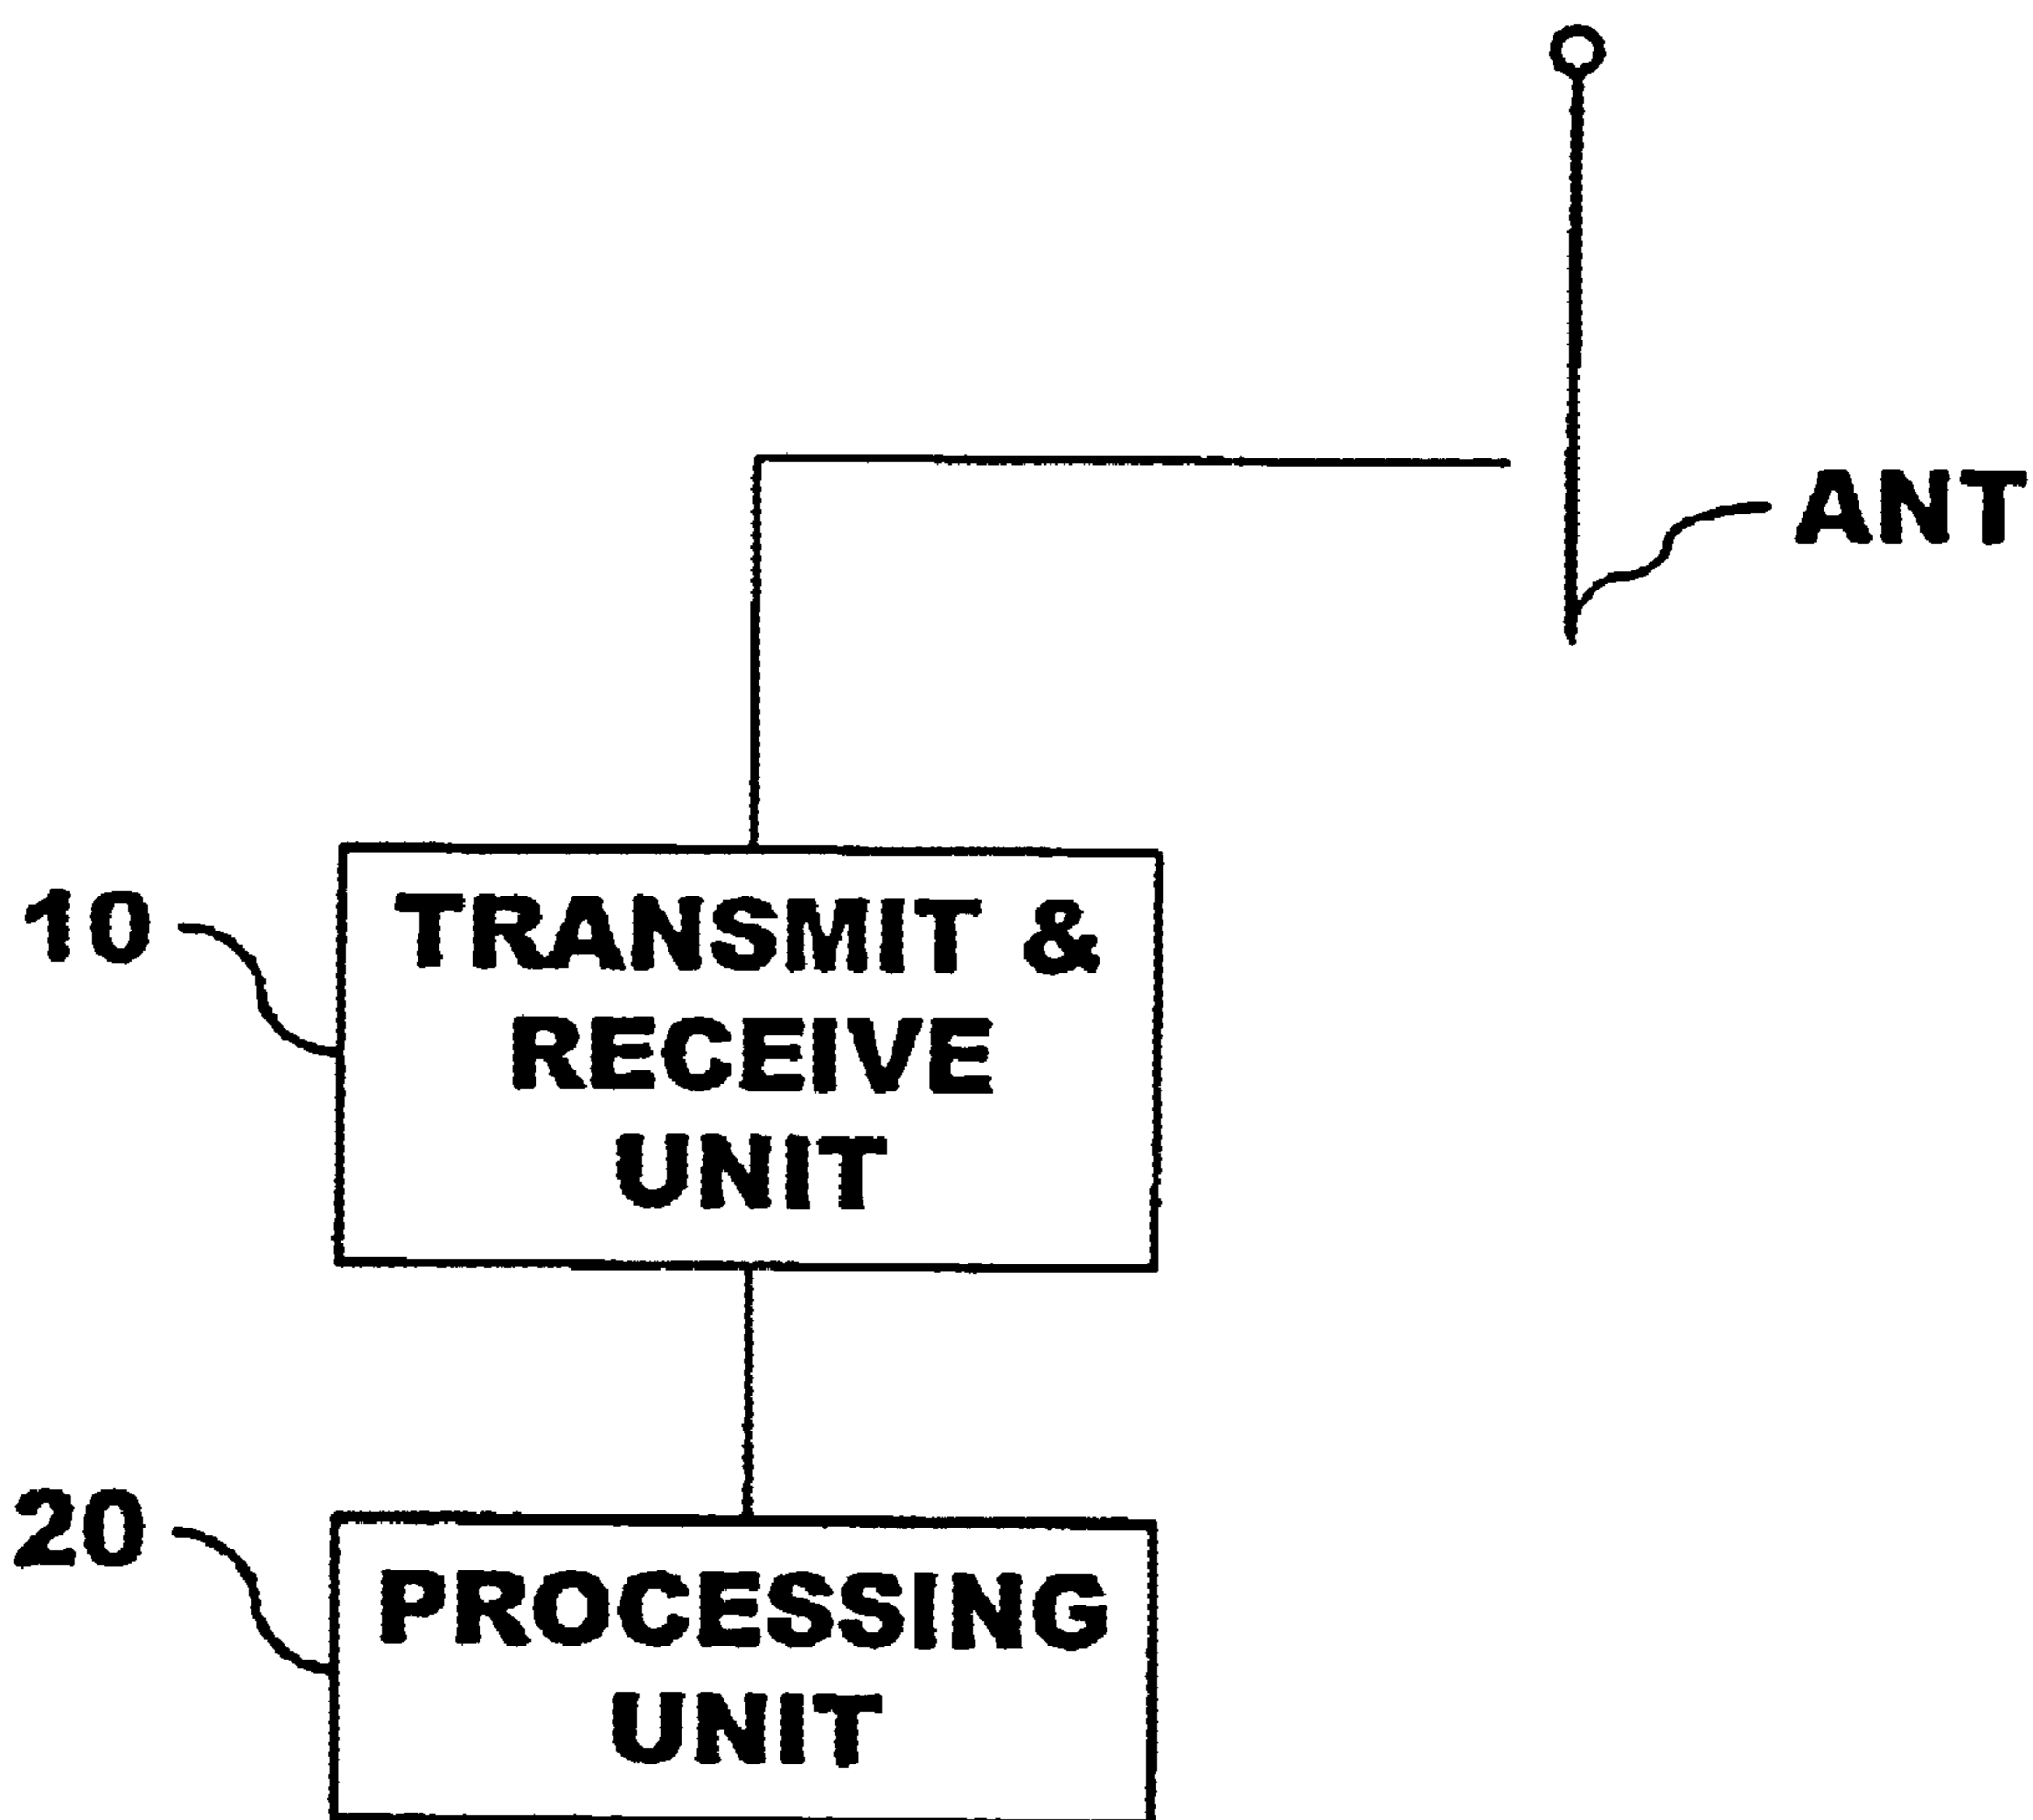 ANT
10
TRANSMIT &
RECEIVE
UNIT
20
PROCESSING
UNIT